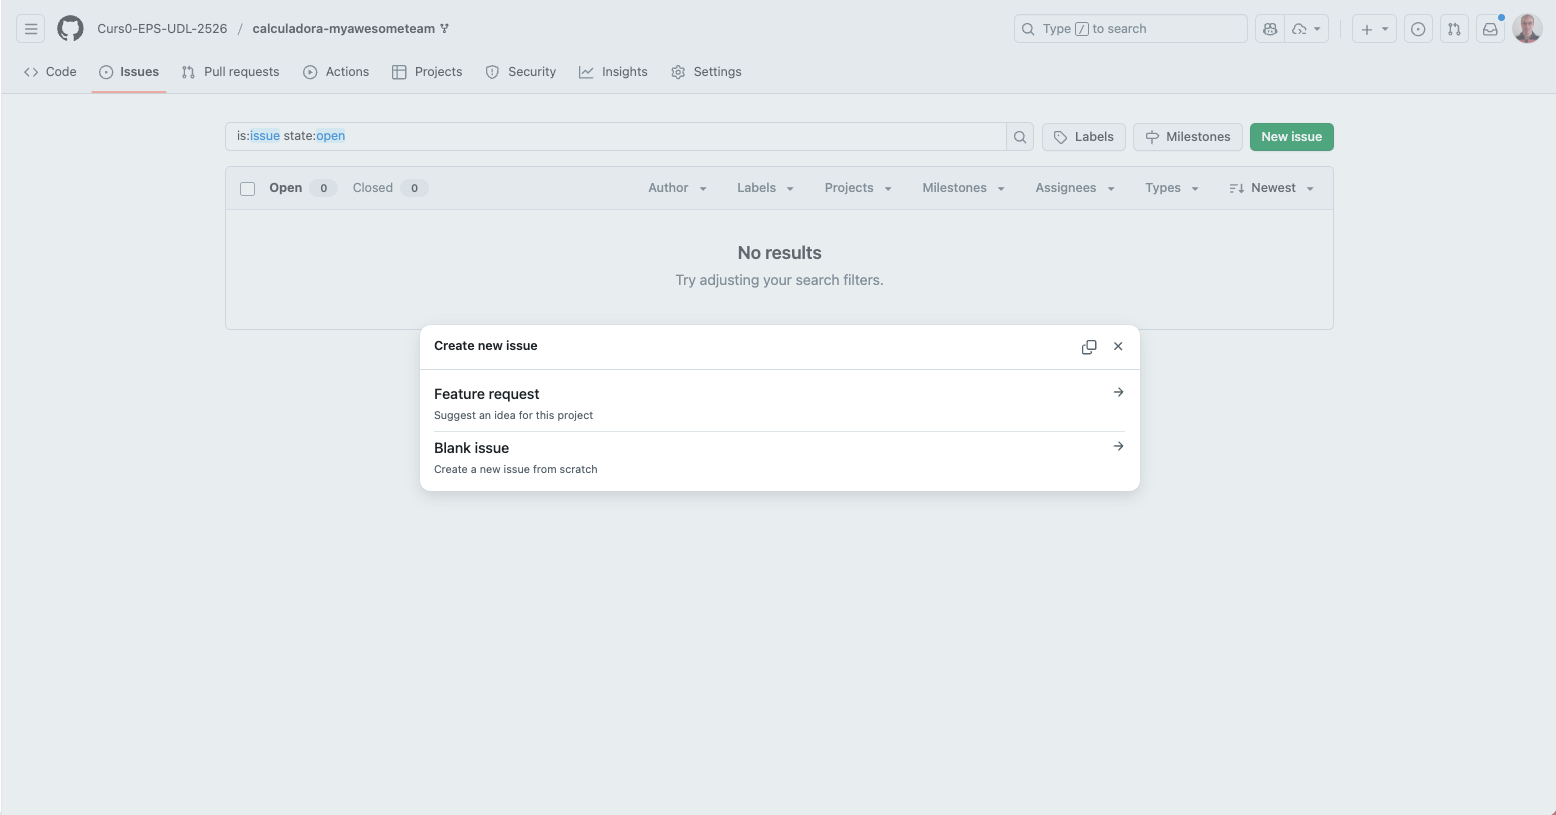 Curs0-EPS-UDL-2526 / calculadora-myawesometeam
Type / to search
Code Issues Pull requests Actions Projects Security Insights Settings
is:issue state:open
Labels Milestones New issue
Open 0 Closed 0 Author Labels Projects Milestones Assignees Types Newest
No results
Try adjusting your search filters.
Create new issue
Feature request
Suggest an idea for this project
Blank issue
Create a new issue from scratch